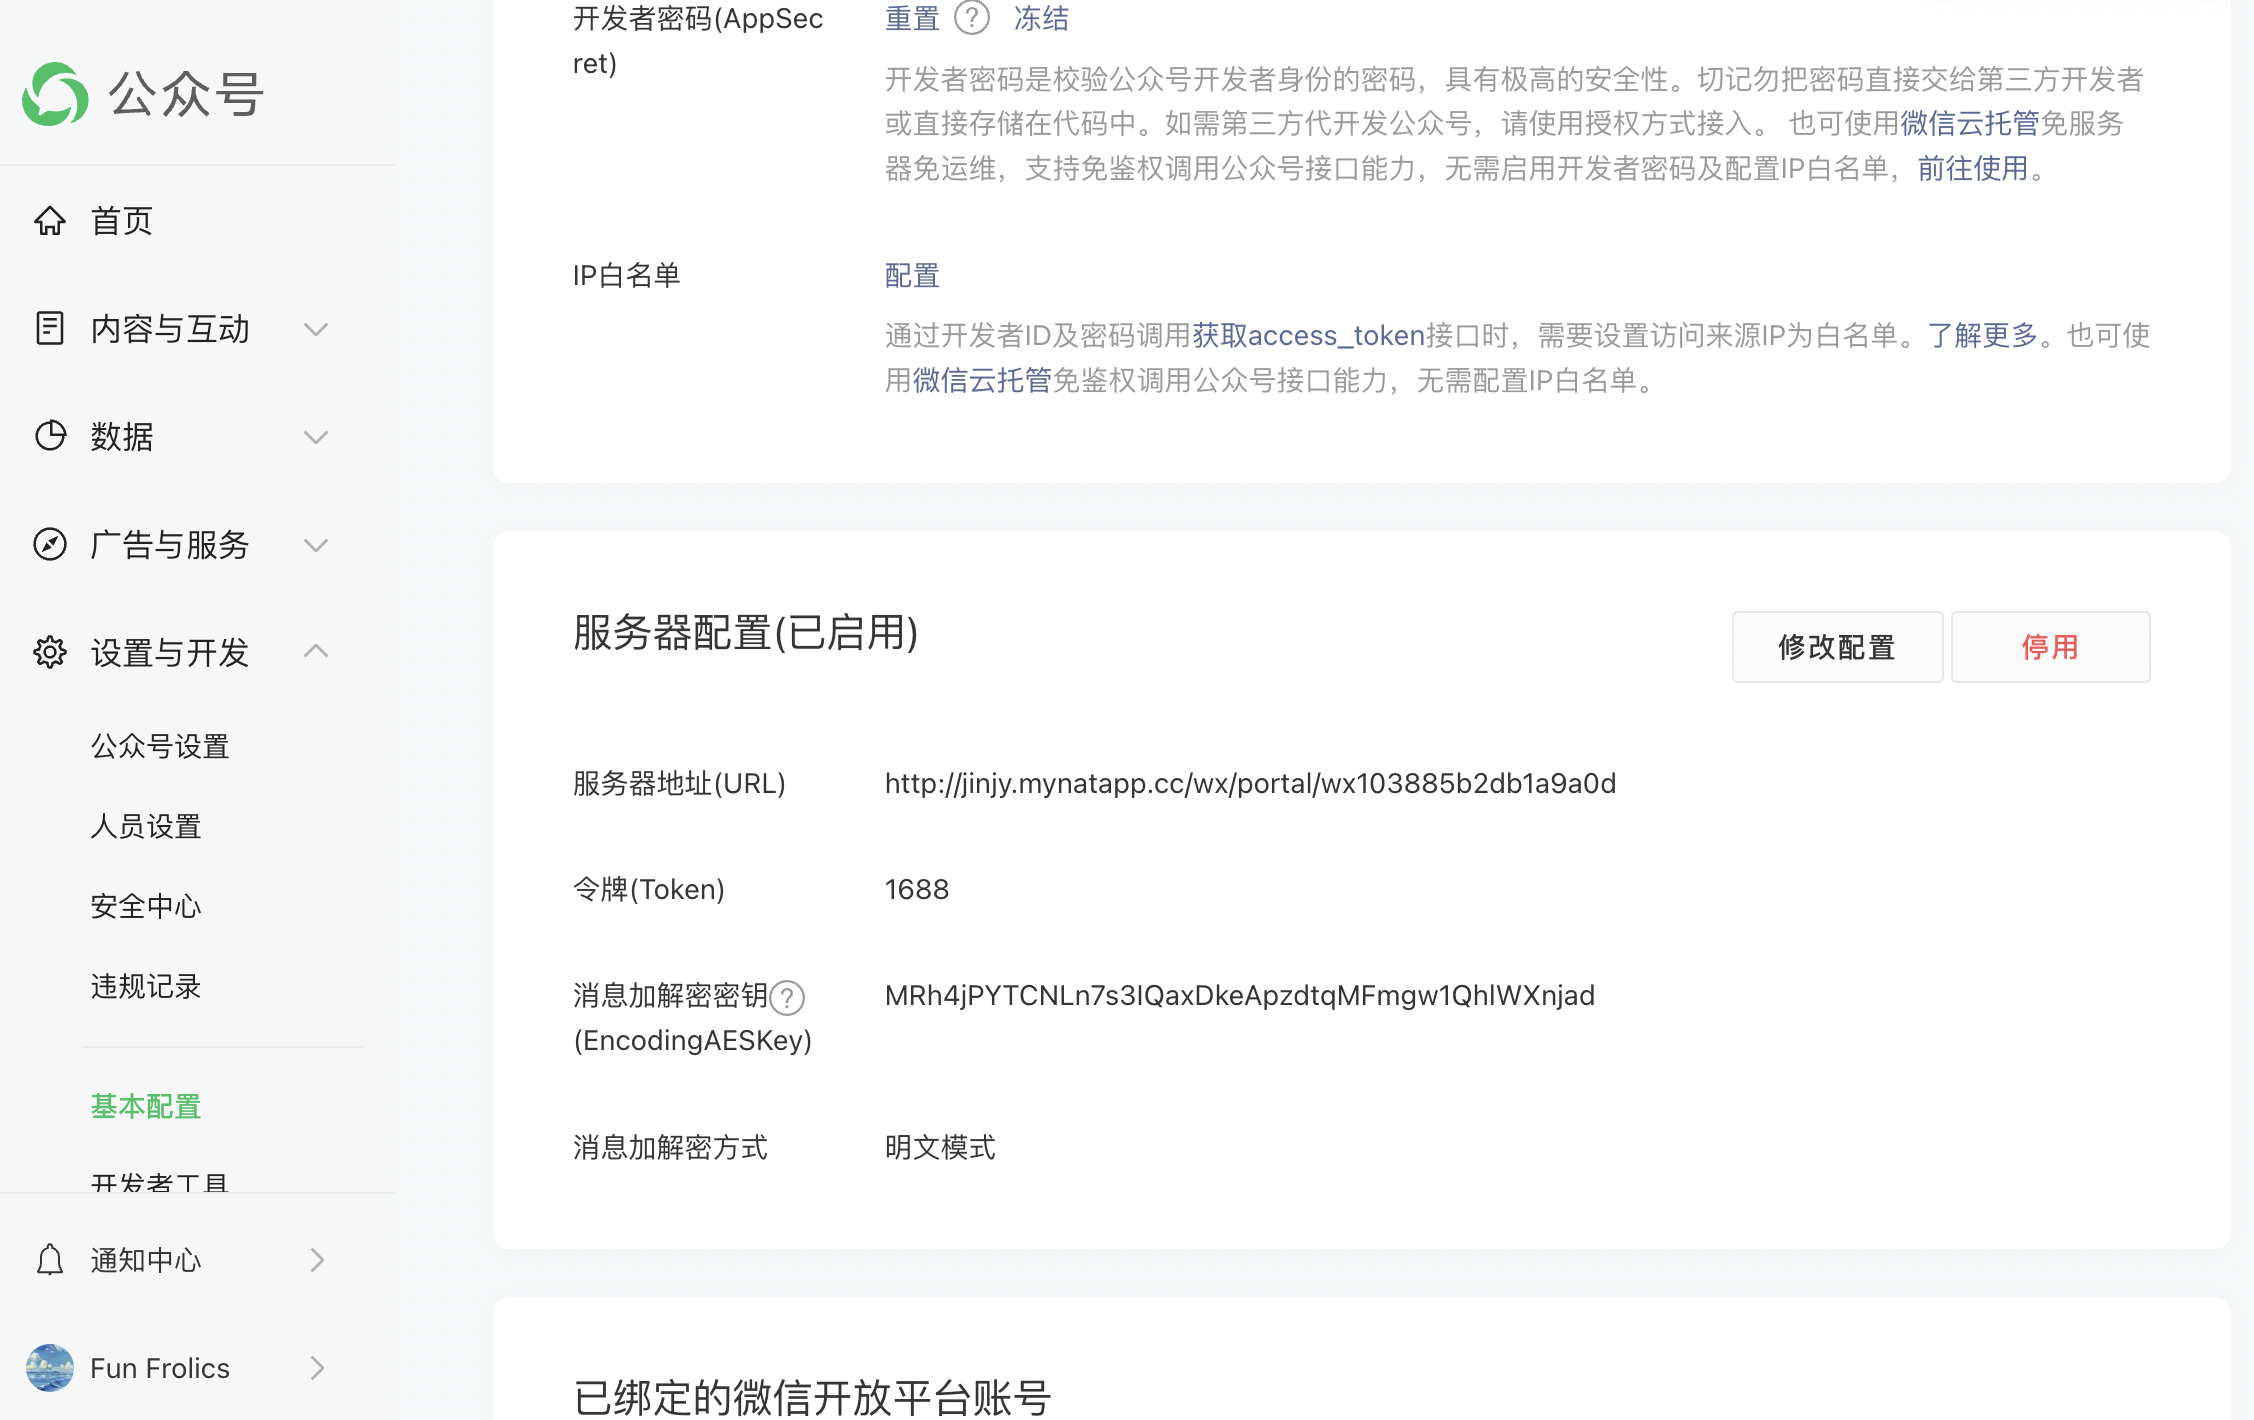 公众号
首页
内容与互动
数据
广告与服务
设置与开发
公众号设置
人员设置
安全中心
违规记录
基本配置
开发者工具
通知中心
Fun Frolics
开发者密码(AppSec
ret)
重置 ? 冻结
开发者密码是校验公众号开发者身份的密码，具有极高的安全性。切记勿把密码直接交给第三方开发者
或直接存储在代码中。如需第三方代开发公众号，请使用授权方式接入。 也可使用微信云托管免服务
器免运维，支持免鉴权调用公众号接口能力，无需启用开发者密码及配置IP白名单，前往使用。
IP白名单
配置
通过开发者ID及密码调用获取access_token接口时，需要设置访问来源IP为白名单。了解更多。也可使
用微信云托管免鉴权调用公众号接口能力，无需配置IP白名单。
服务器配置(已启用)
修改配置
停用
服务器地址(URL)
http://jinjy.mynatapp.cc/wx/portal/wx103885b2db1a9a0d
令牌(Token)
1688
消息加解密密钥 ?
(EncodingAESKey)
MRh4jPYTCNLn7s3IQaxDkeApzdtqMFmgw1QhlWXnjad
消息加解密方式
明文模式
已绑定的微信开放平台账号